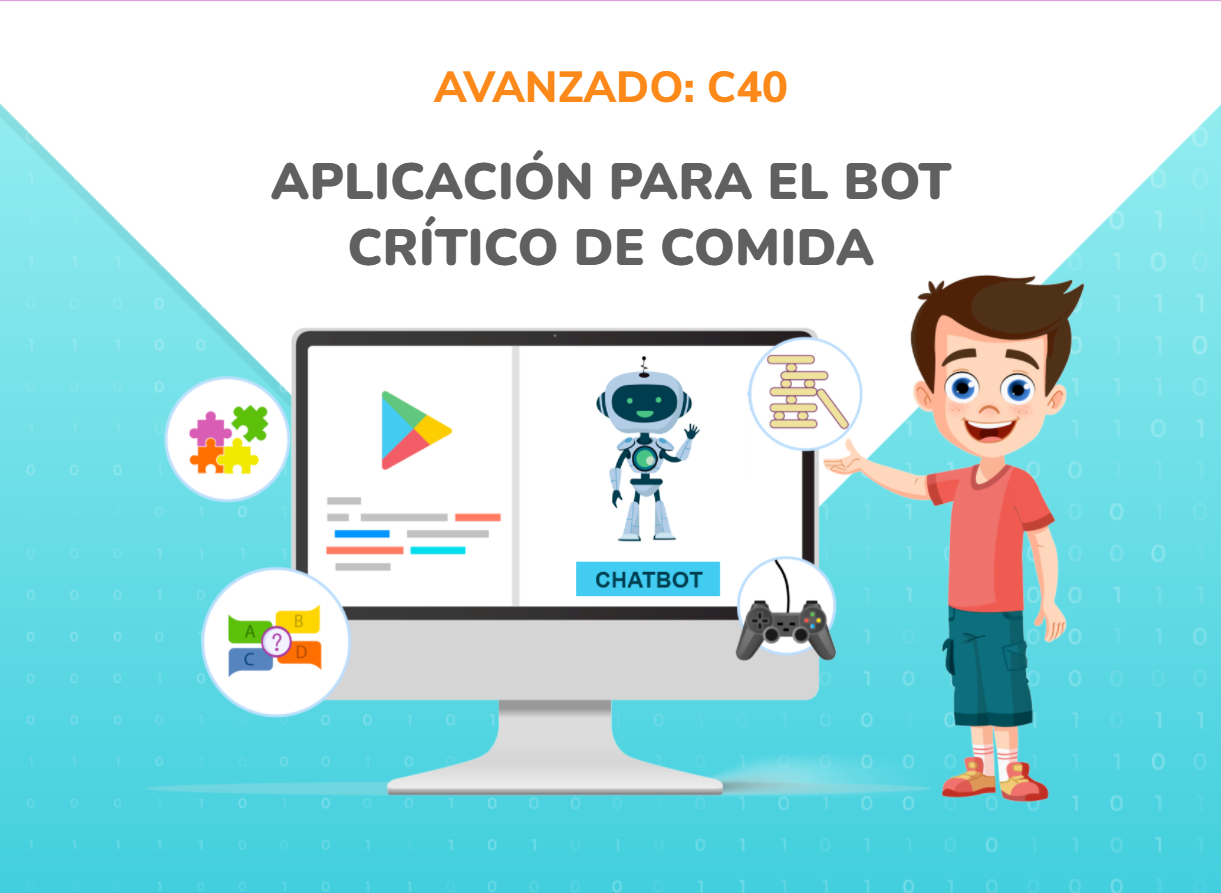 AVANZADO: C40
APLICACIÓN PARA EL BOT
CRÍTICO DE COMIDA
CHATBOT
A
B
?
C
D